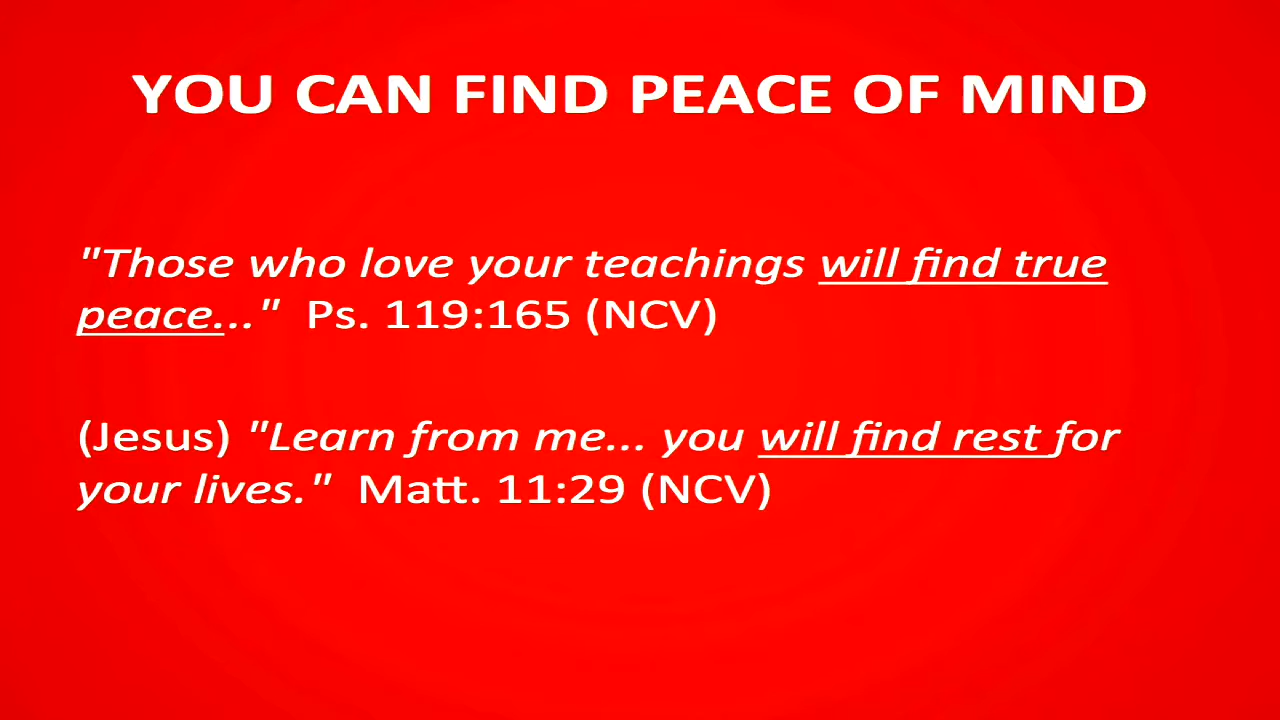 YOU CAN FIND PEACE OF MIND
"Those who love your teachings will find true
peace..."  Ps. 119:165 (NCV)
(Jesus) "Learn from me... you will find rest for
your lives."  Matt. 11:29 (NCV)